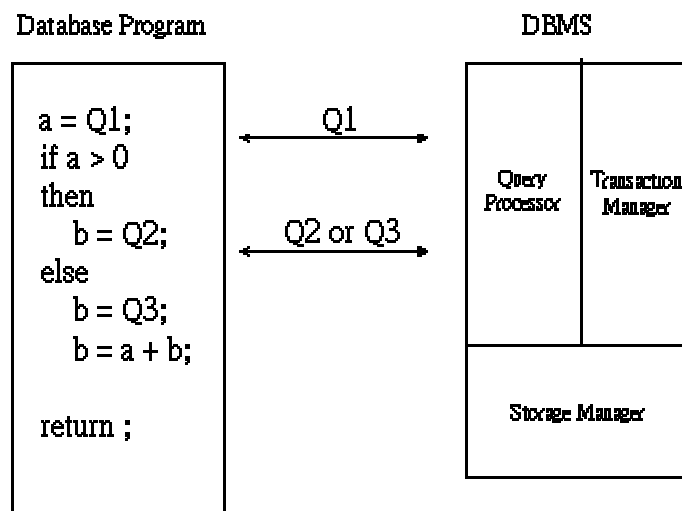 Database Program
DBMS
a = Q1;
if a > 0
then
b = Q2;
else
b = Q3;
b = a + b;
return ;
Q1
Q2 or Q3
Query
Processor
Transaction
Manager
Storage Manager